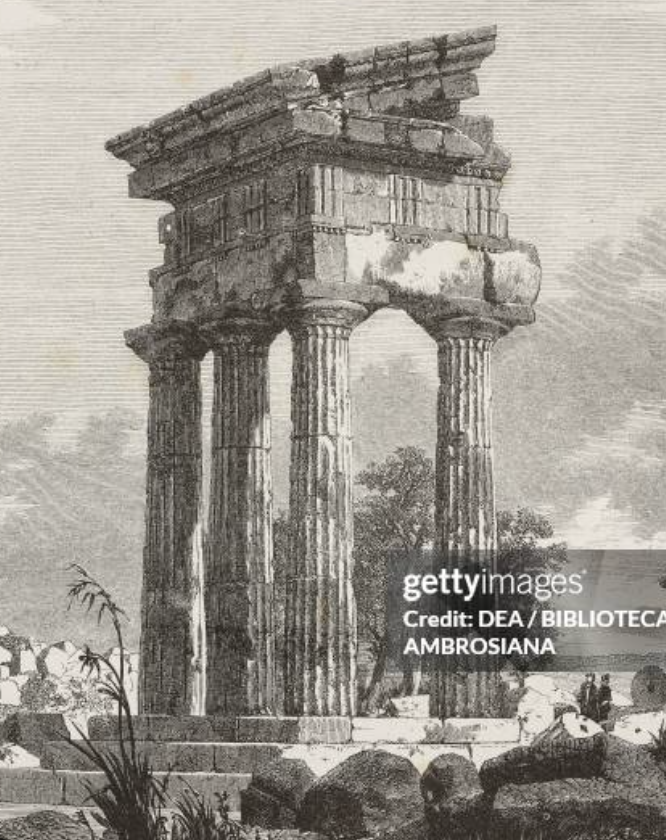 gettyimages®
Credit: DEA / BIBLIOTECA
AMBROSIANA